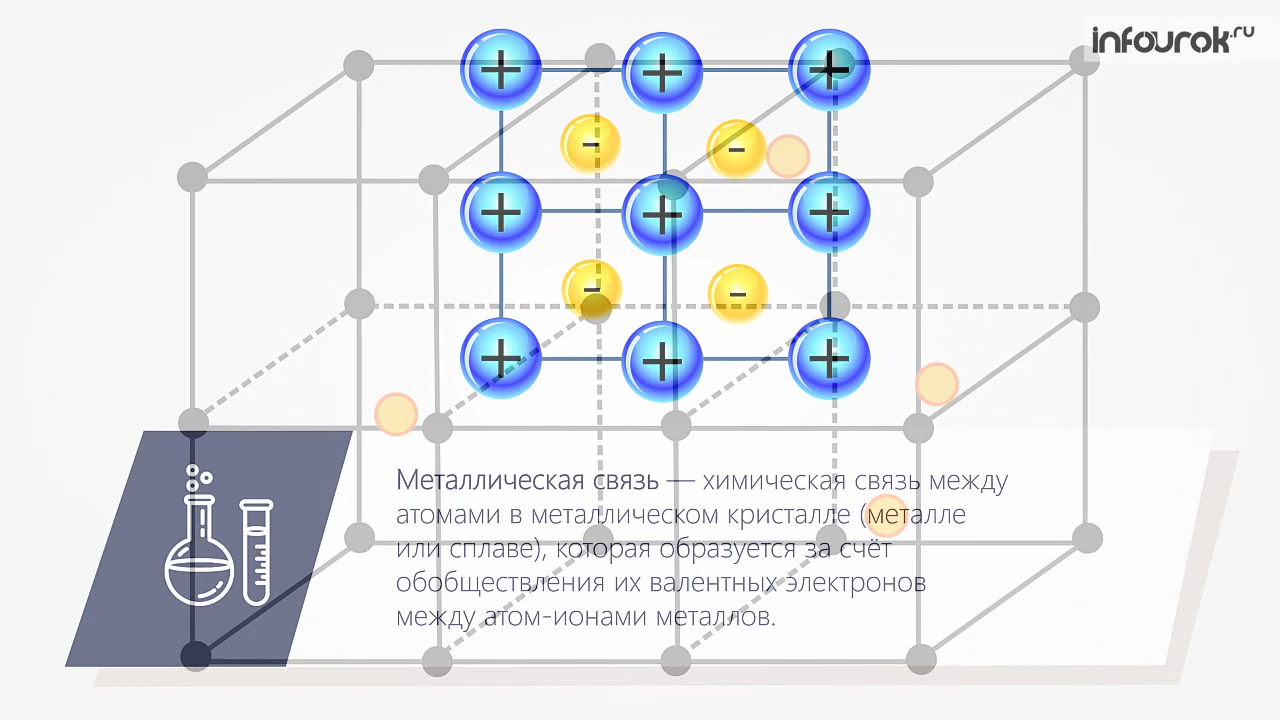 infourok.ru
+ + +
- -
+ + +
- -
+ + +
Металлическая связь — химическая связь между
атомами в металлическом кристалле (металле
или сплаве), которая образуется за счёт
обобществления их валентных электронов
между атом-ионами металлов.